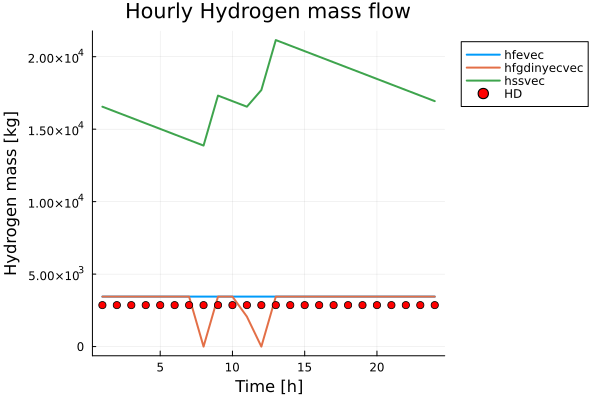 Hourly Hydrogen mass flow
Hydrogen mass [kg]
2.00×10⁴
1.50×10⁴
1.00×10⁴
5.00×10³
0
5 10 15 20
Time [h]
hfevec
hfgdinyecvec
hssvec
HD